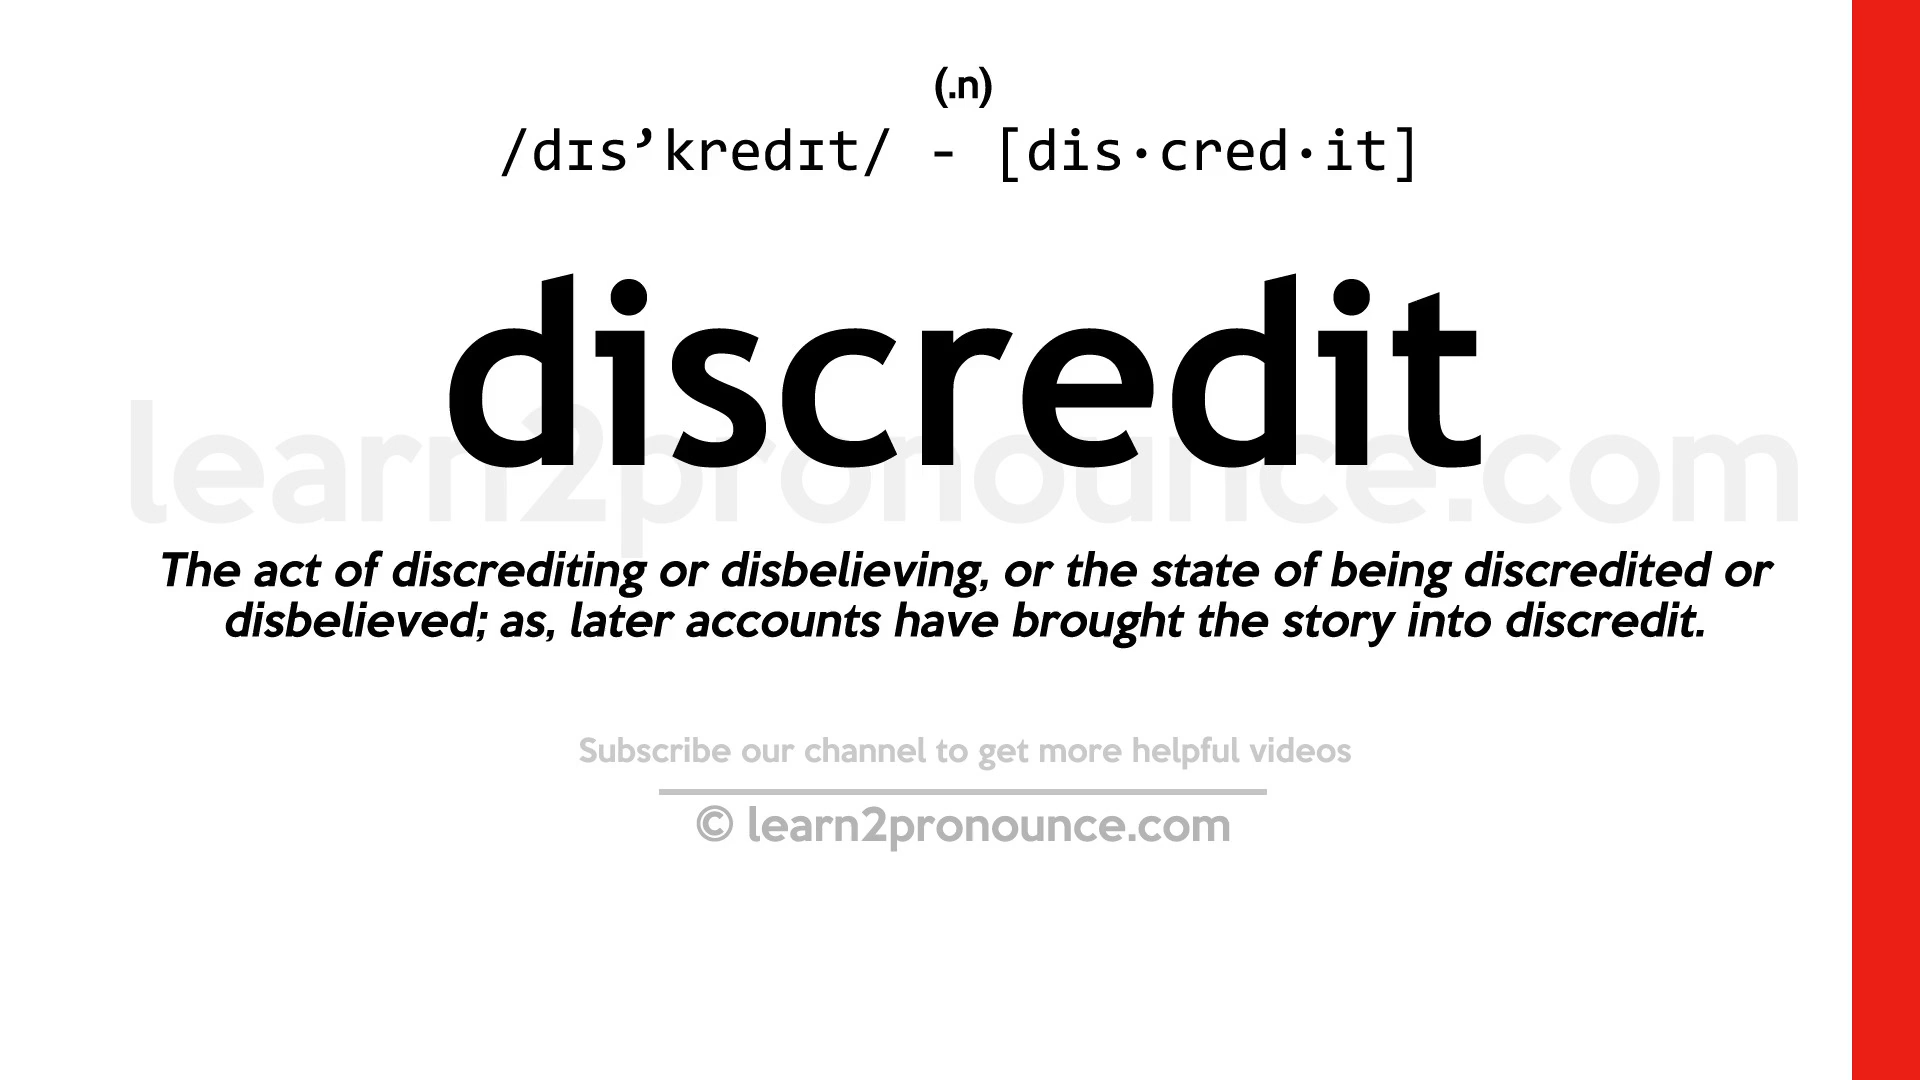 (.n)
/dɪs’kredɪt/ - [dis·cred·it]
discredit
learn2pronounce.com
The act of discrediting or disbelieving, or the state of being discredited or
disbelieved; as, later accounts have brought the story into discredit.
Subscribe our channel to get more helpful videos
© learn2pronounce.com